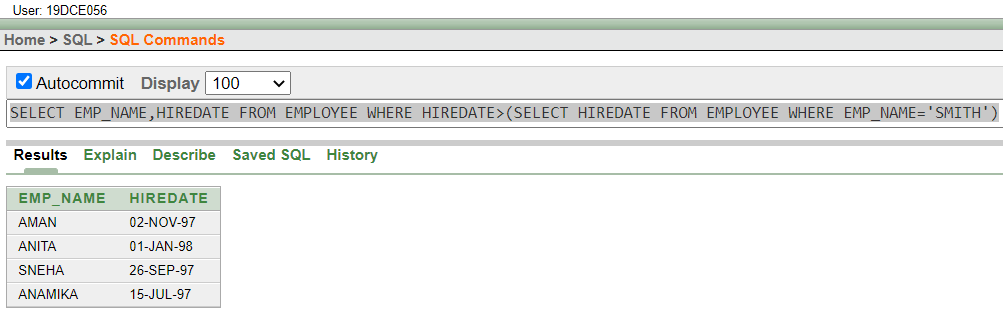 User: 19DCE056
Home > SQL > SQL Commands
Autocommit Display 100
SELECT EMP_NAME,HIREDATE FROM EMPLOYEE WHERE HIREDATE>(SELECT HIREDATE FROM EMPLOYEE WHERE EMP_NAME='SMITH')
Results Explain Describe Saved SQL History
EMP_NAME HIREDATE
AMAN 02-NOV-97
ANITA 01-JAN-98
SNEHA 26-SEP-97
ANAMIKA 15-JUL-97